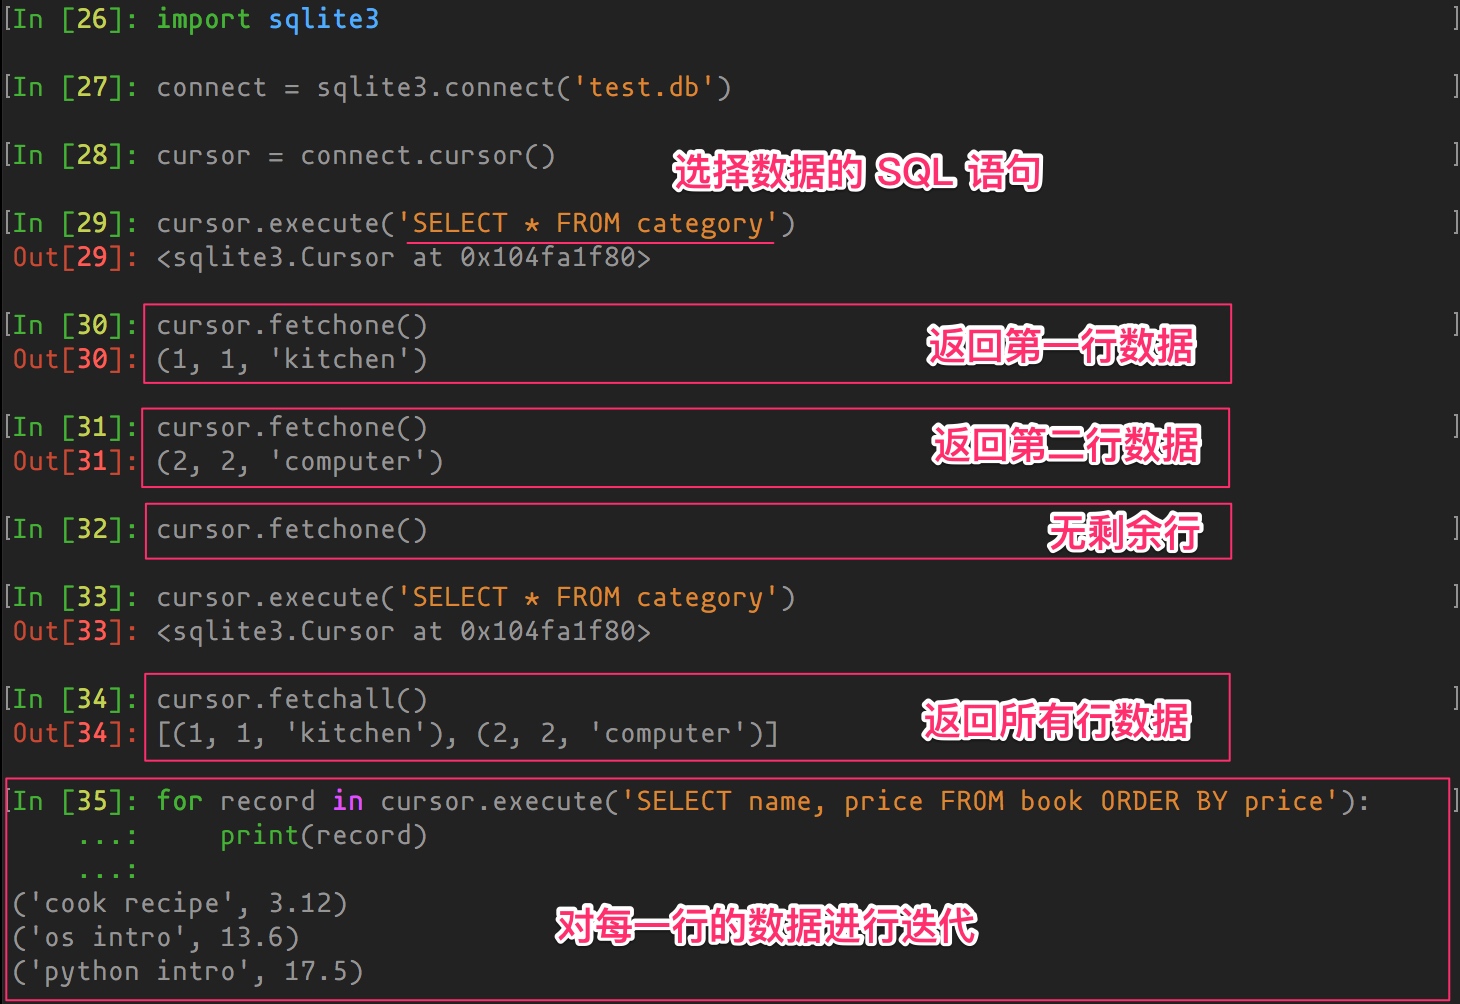 In [26]: import sqlite3
In [27]: connect = sqlite3.connect('test.db')
In [28]: cursor = connect.cursor()
选择数据的 SQL 语句
In [29]: cursor.execute('SELECT * FROM category')
Out[29]: <sqlite3.Cursor at 0x104fa1f80>
In [30]: cursor.fetchone()
Out[30]: (1, 1, 'kitchen')
返回第一行数据
In [31]: cursor.fetchone()
Out[31]: (2, 2, 'computer')
返回第二行数据
In [32]: cursor.fetchone()
无剩余行
In [33]: cursor.execute('SELECT * FROM category')
Out[33]: <sqlite3.Cursor at 0x104fa1f80>
In [34]: cursor.fetchall()
Out[34]: [(1, 1, 'kitchen'), (2, 2, 'computer')]
返回所有行数据
In [35]: for record in cursor.execute('SELECT name, price FROM book ORDER BY price'):
...:     print(record)
...:
('cook recipe', 3.12)
('os intro', 13.6)
('python intro', 17.5)
对每一行的数据进行迭代